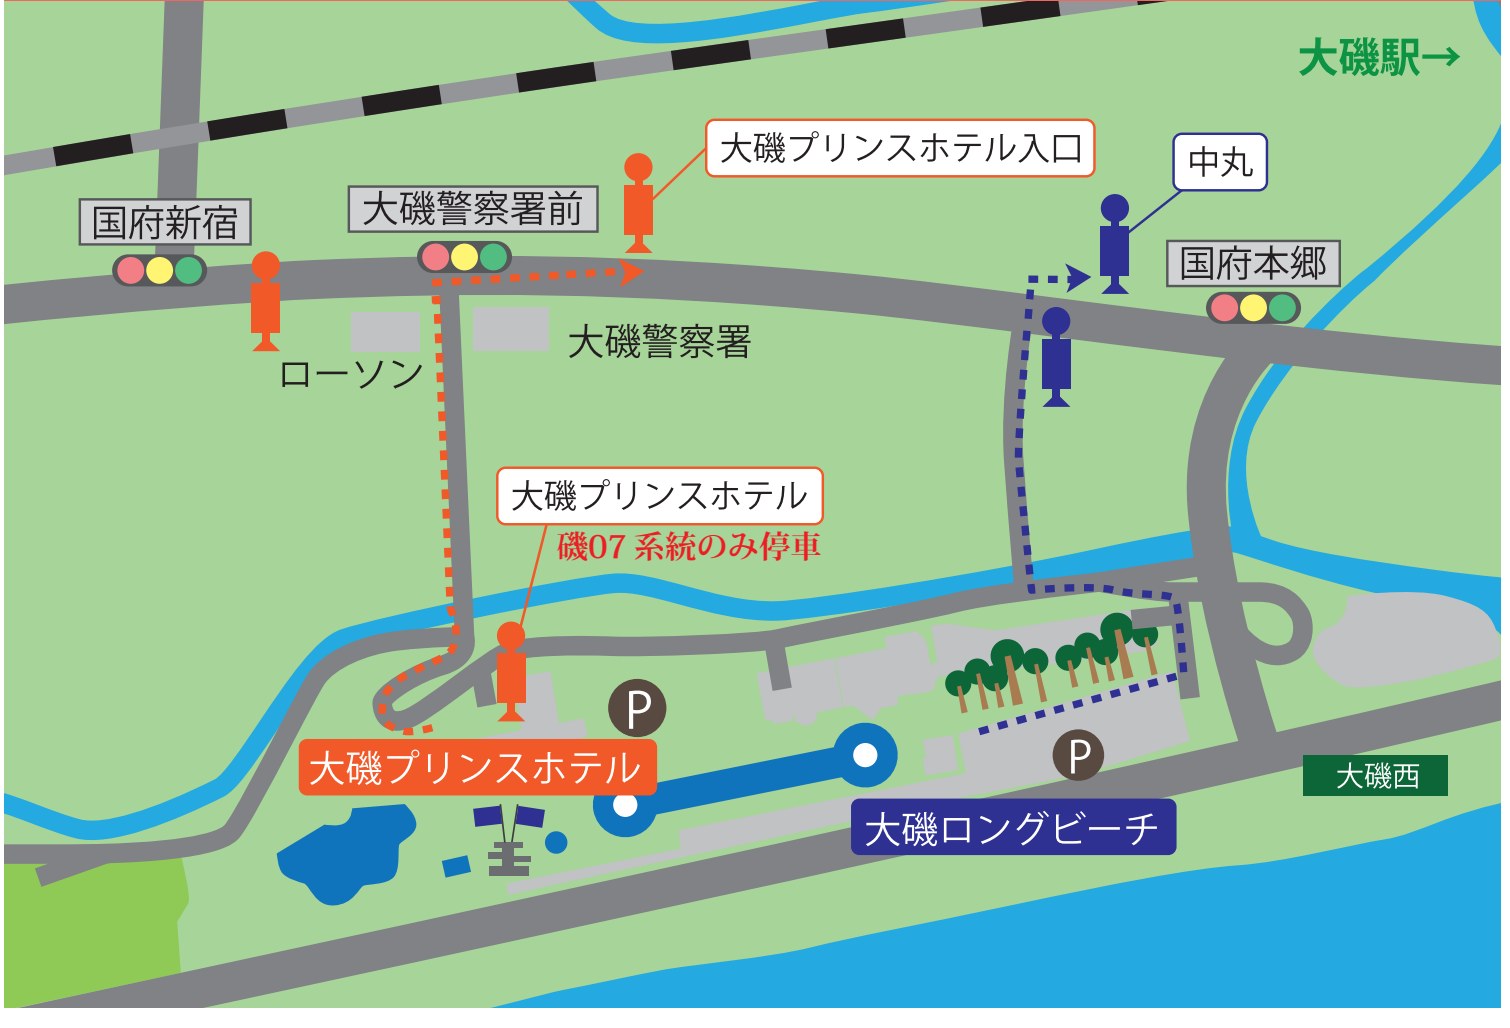 大磯駅→
大磯プリンスホテル入口
中丸
国府新宿
大磯警察署前
国府本郷
ローソン
大磯警察署
大磯プリンスホテル
磯07 系統のみ停車
P
大磯プリンスホテル
P
大磯西
大磯ロングビーチ